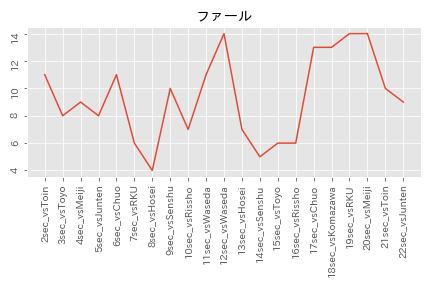 ファール
14
12
10
8
6
4
2sec_vsToin
3sec_vsToyo
4sec_vsMeiji
5sec_vsJunten
6sec_vsChuo
7sec_vsRKU
8sec_vsHosei
9sec_vsSenshu
10sec_vsRissho
11sec_vsWaseda
12sec_vsWaseda
13sec_vsHosei
14sec_vsSenshu
15sec_vsToyo
16sec_vsRissho
17sec_vsChuo
18sec_vsKomazawa
19sec_vsRKU
20sec_vsMeiji
21sec_vsToin
22sec_vsJunten